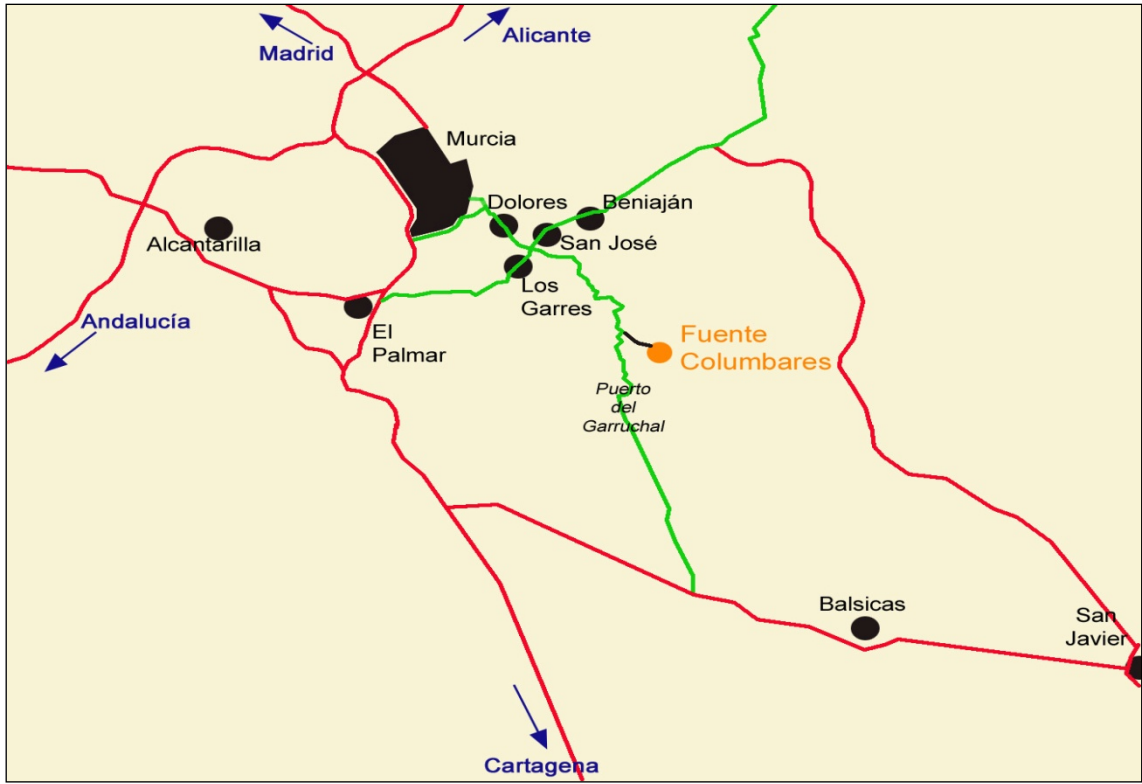 Alicante
Madrid
Murcia
Dolores
Beniaján
San José
Alcantarilla
Los
Garres
Andalucía
El
Palmar
Fuente
Columbares
Puerto
del
Garruchal
Balsicas
San
Javier
Cartagena